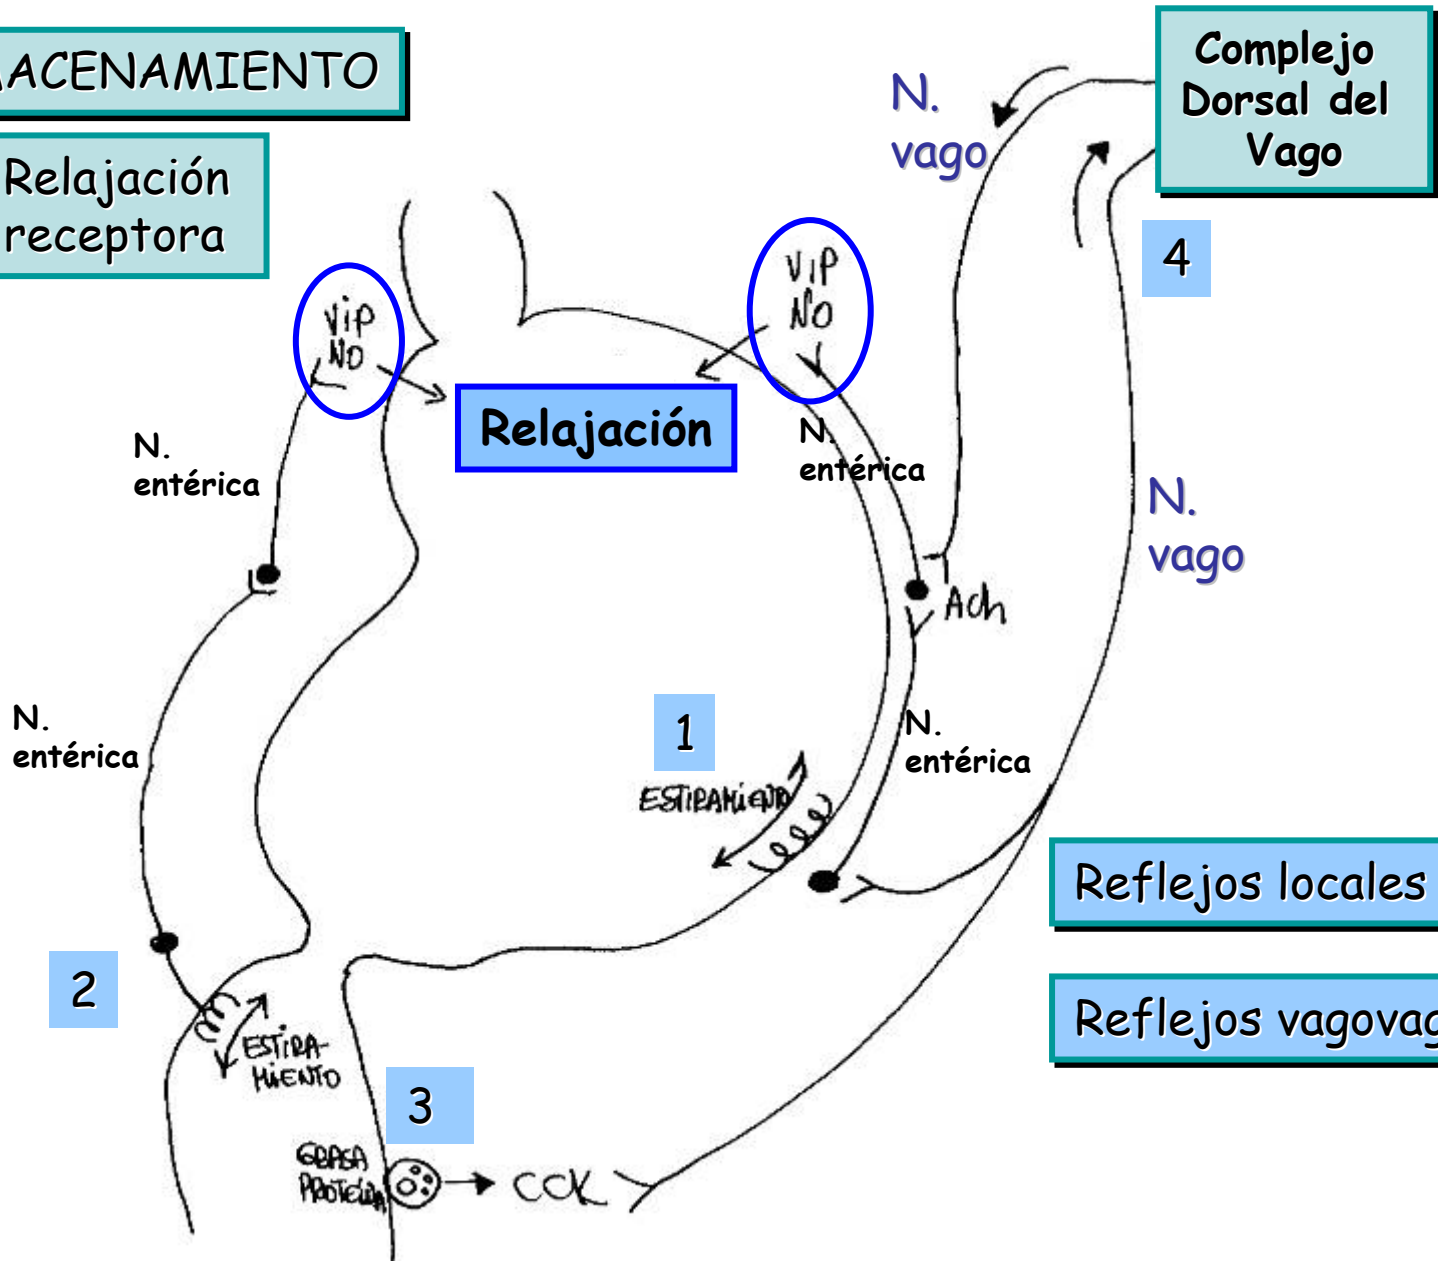 ACENAMIENTO
Relajación
receptora
N.
vago
Complejo
Dorsal del
Vago
4
ViP
NO
VIP
NO
Relajación
N.
entérica
N.
entérica
N.
vago
Ach
N.
entérica
1
ESTIRAMIENTO
N.
entérica
Reflejos locales
2
ESTIRA-
MIENTO
Reflejos vagovag
3
GRASA
PROTEINA
CCK